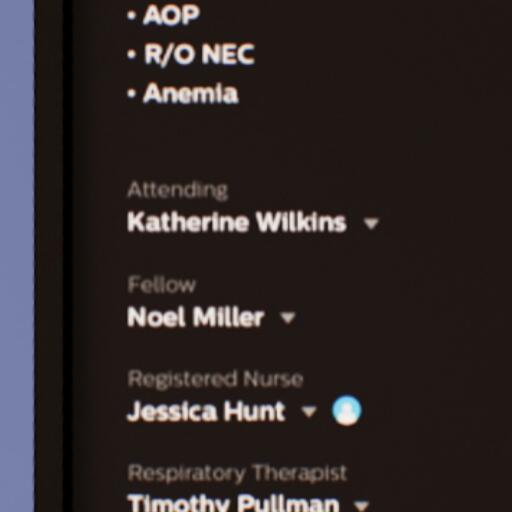 • AOP
• R/O NEC
• Anemia
Attending
Katherine Wilkins
Fellow
Noel Miller
Registered Nurse
Jessica Hunt
Respiratory Therapist
Timothy Pullman